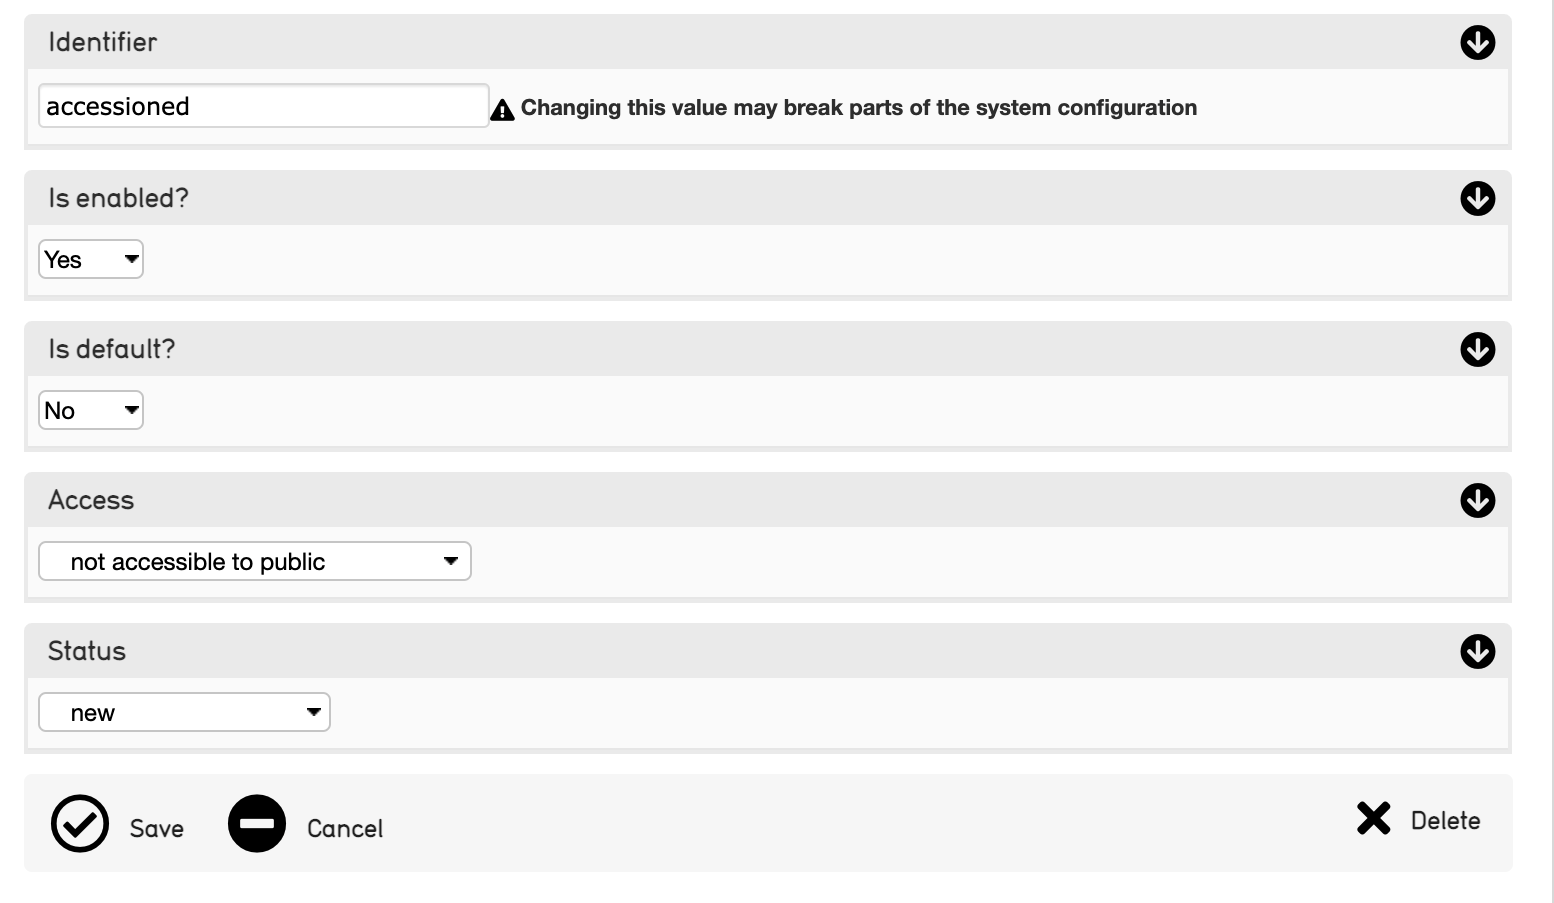 Identifier
accessioned
Changing this value may break parts of the system configuration
Is enabled?
Yes
Is default?
No
Access
not accessible to public
Status
new
Save Cancel Delete